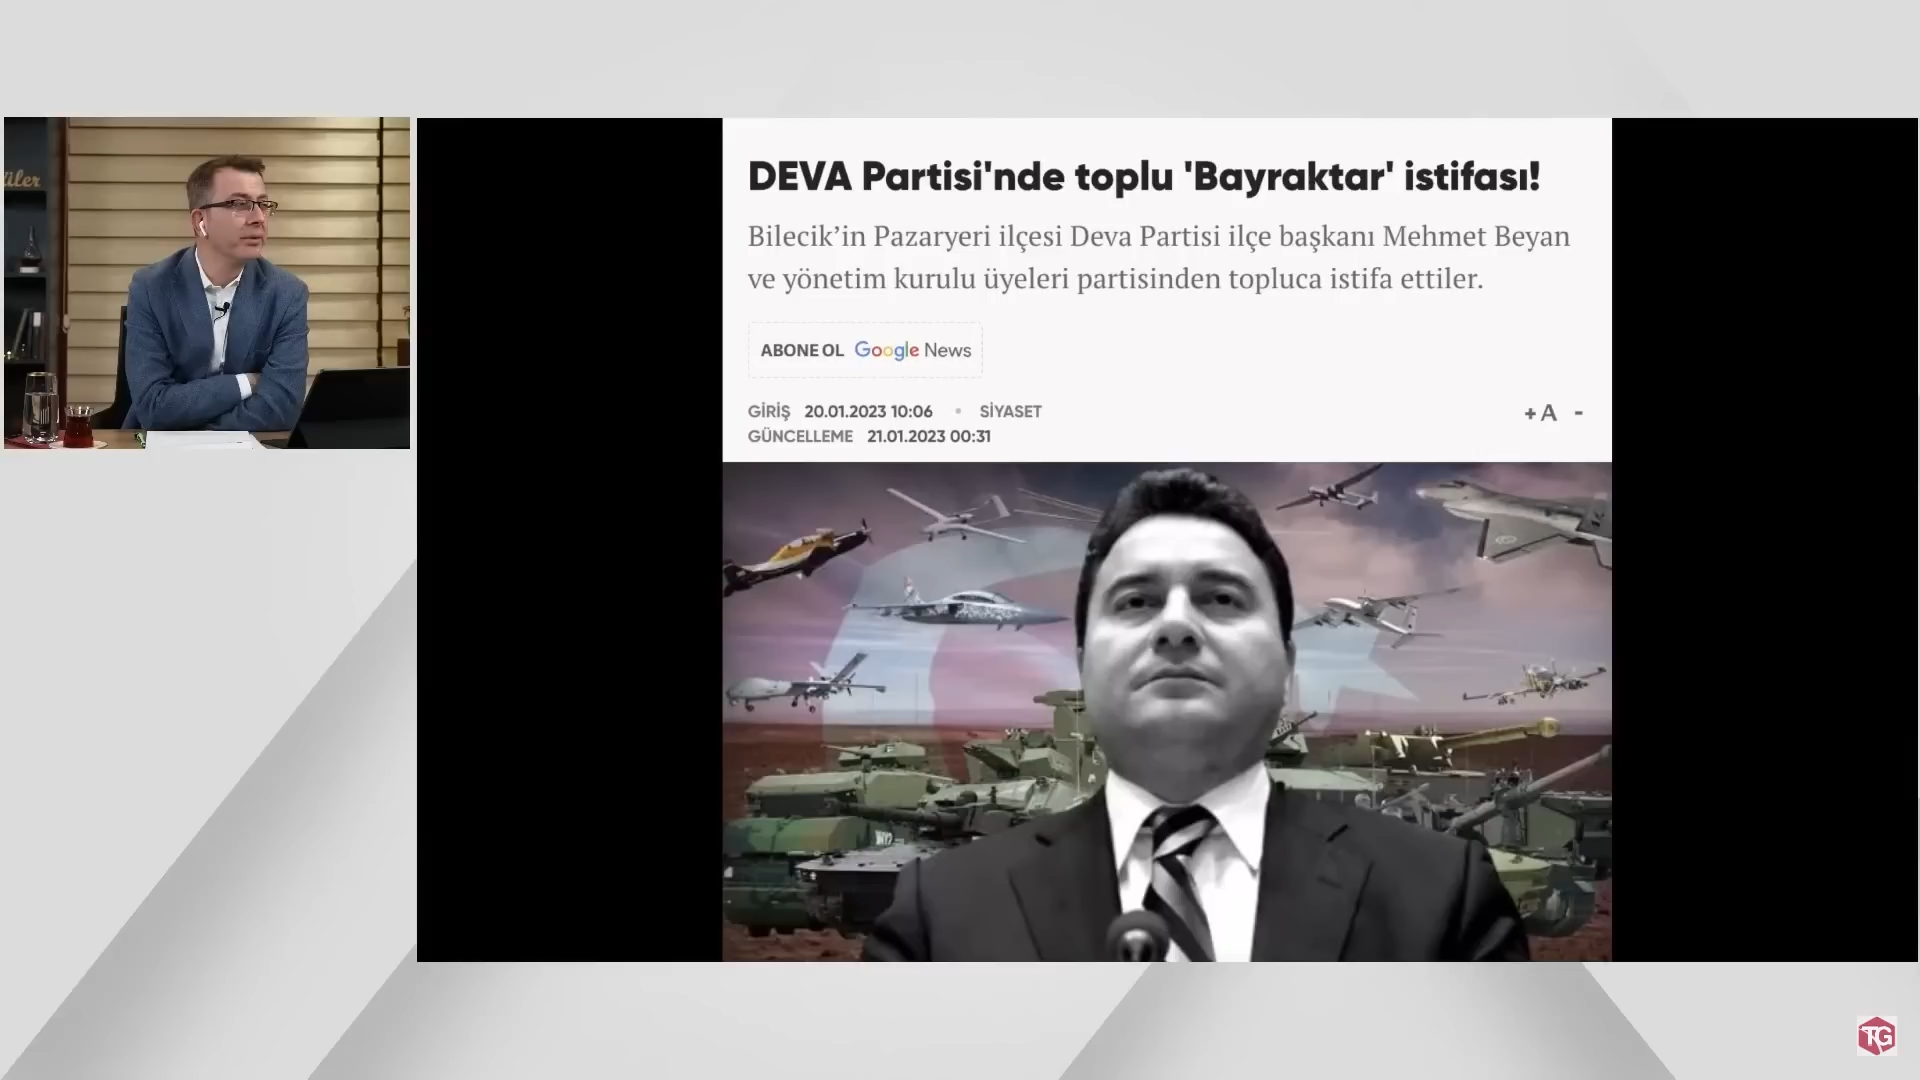 DEVA Partisi'nde toplu 'Bayraktar' istifası!
Bilecik’in Pazaryeri ilçesi Deva Partisi ilçe başkanı Mehmet Beyan
ve yönetim kurulu üyeleri partisinden topluca istifa ettiler.
ABONE OL Google News
GİRİŞ 20.01.2023 10:06 • SİYASET
+ A -
GÜNCELLEME 21.01.2023 00:31
TG